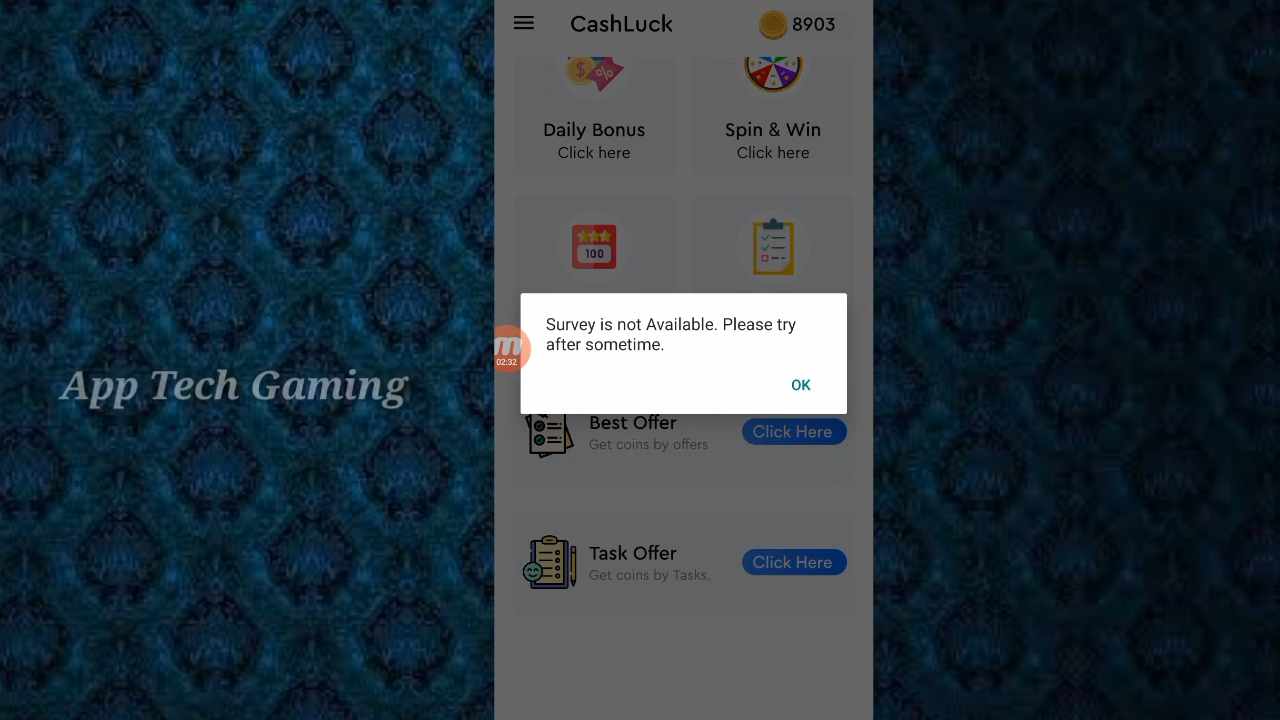 CashLuck
8903
Daily Bonus
Click here
Spin & Win
Click here
100
Survey is not Available. Please try
after sometime.
OK
m
02:32
App Tech Gaming
Best Offer
Get coins by offers
Click Here
Task Offer
Get coins by Tasks.
Click Here